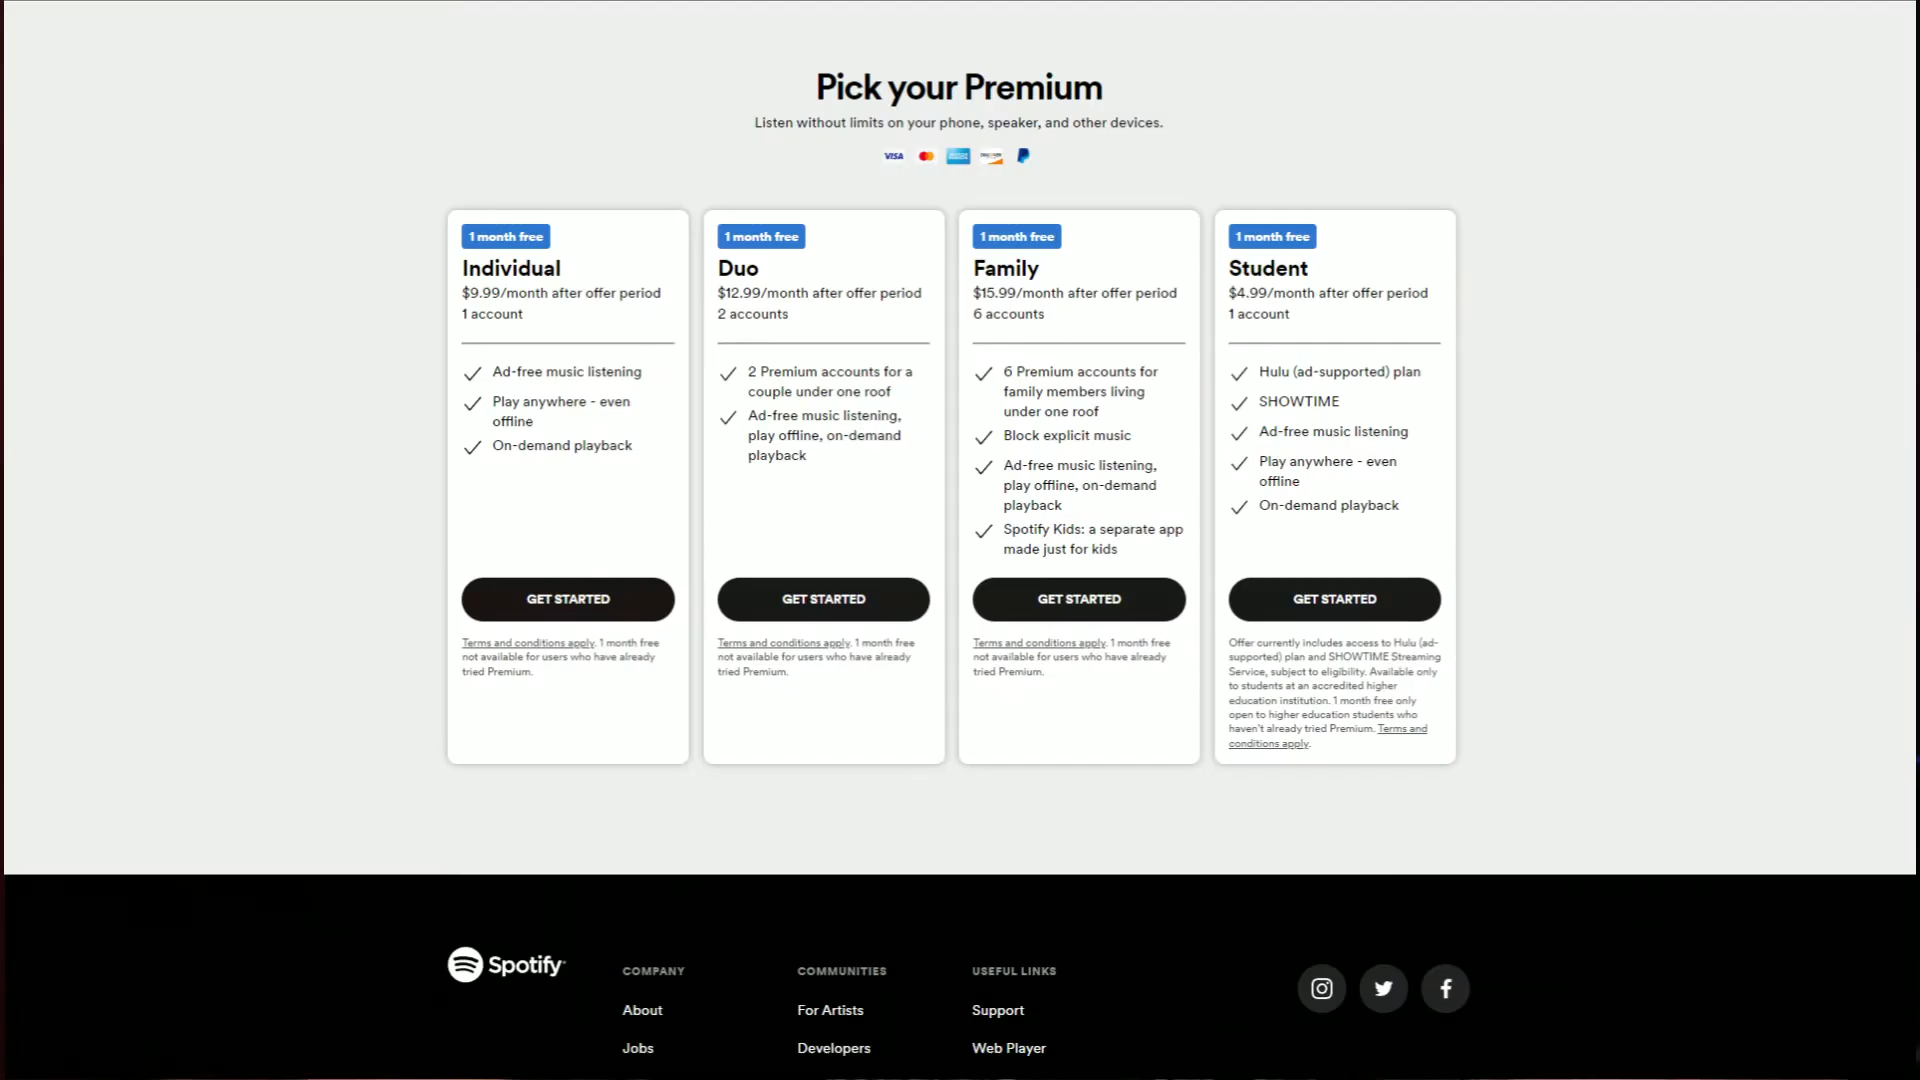 Pick your Premium
Listen without limits on your phone, speaker, and other devices.
VISA
1 month free
Individual
$9.99/month after offer period
1 account
Ad-free music listening
Play anywhere - even
offline
On-demand playback
GET STARTED
Terms and conditions apply. 1 month free
not available for users who have already
tried Premium.
1 month free
Duo
$12.99/month after offer period
2 accounts
2 Premium accounts for a
couple under one roof
Ad-free music listening,
play offline, on-demand
playback
GET STARTED
Terms and conditions apply. 1 month free
not available for users who have already
tried Premium.
1 month free
Family
$15.99/month after offer period
6 accounts
6 Premium accounts for
family members living
under one roof
Block explicit music
Ad-free music listening,
play offline, on-demand
playback
Spotify Kids: a separate app
made just for kids
GET STARTED
Terms and conditions apply. 1 month free
not available for users who have already
tried Premium.
1 month free
Student
$4.99/month after offer period
1 account
Hulu (ad-supported) plan
SHOWTIME
Ad-free music listening
Play anywhere - even
offline
On-demand playback
GET STARTED
Offer currently includes access to Hulu (ad-
supported) plan and SHOWTIME Streaming
Service, subject to eligibility. Available only
to students at an accredited higher
education institution. 1 month free only
open to higher education students who
haven't already tried Premium. Terms and
conditions apply.
Spotify
COMPANY
About
Jobs
COMMUNITIES
For Artists
Developers
USEFUL LINKS
Support
Web Player